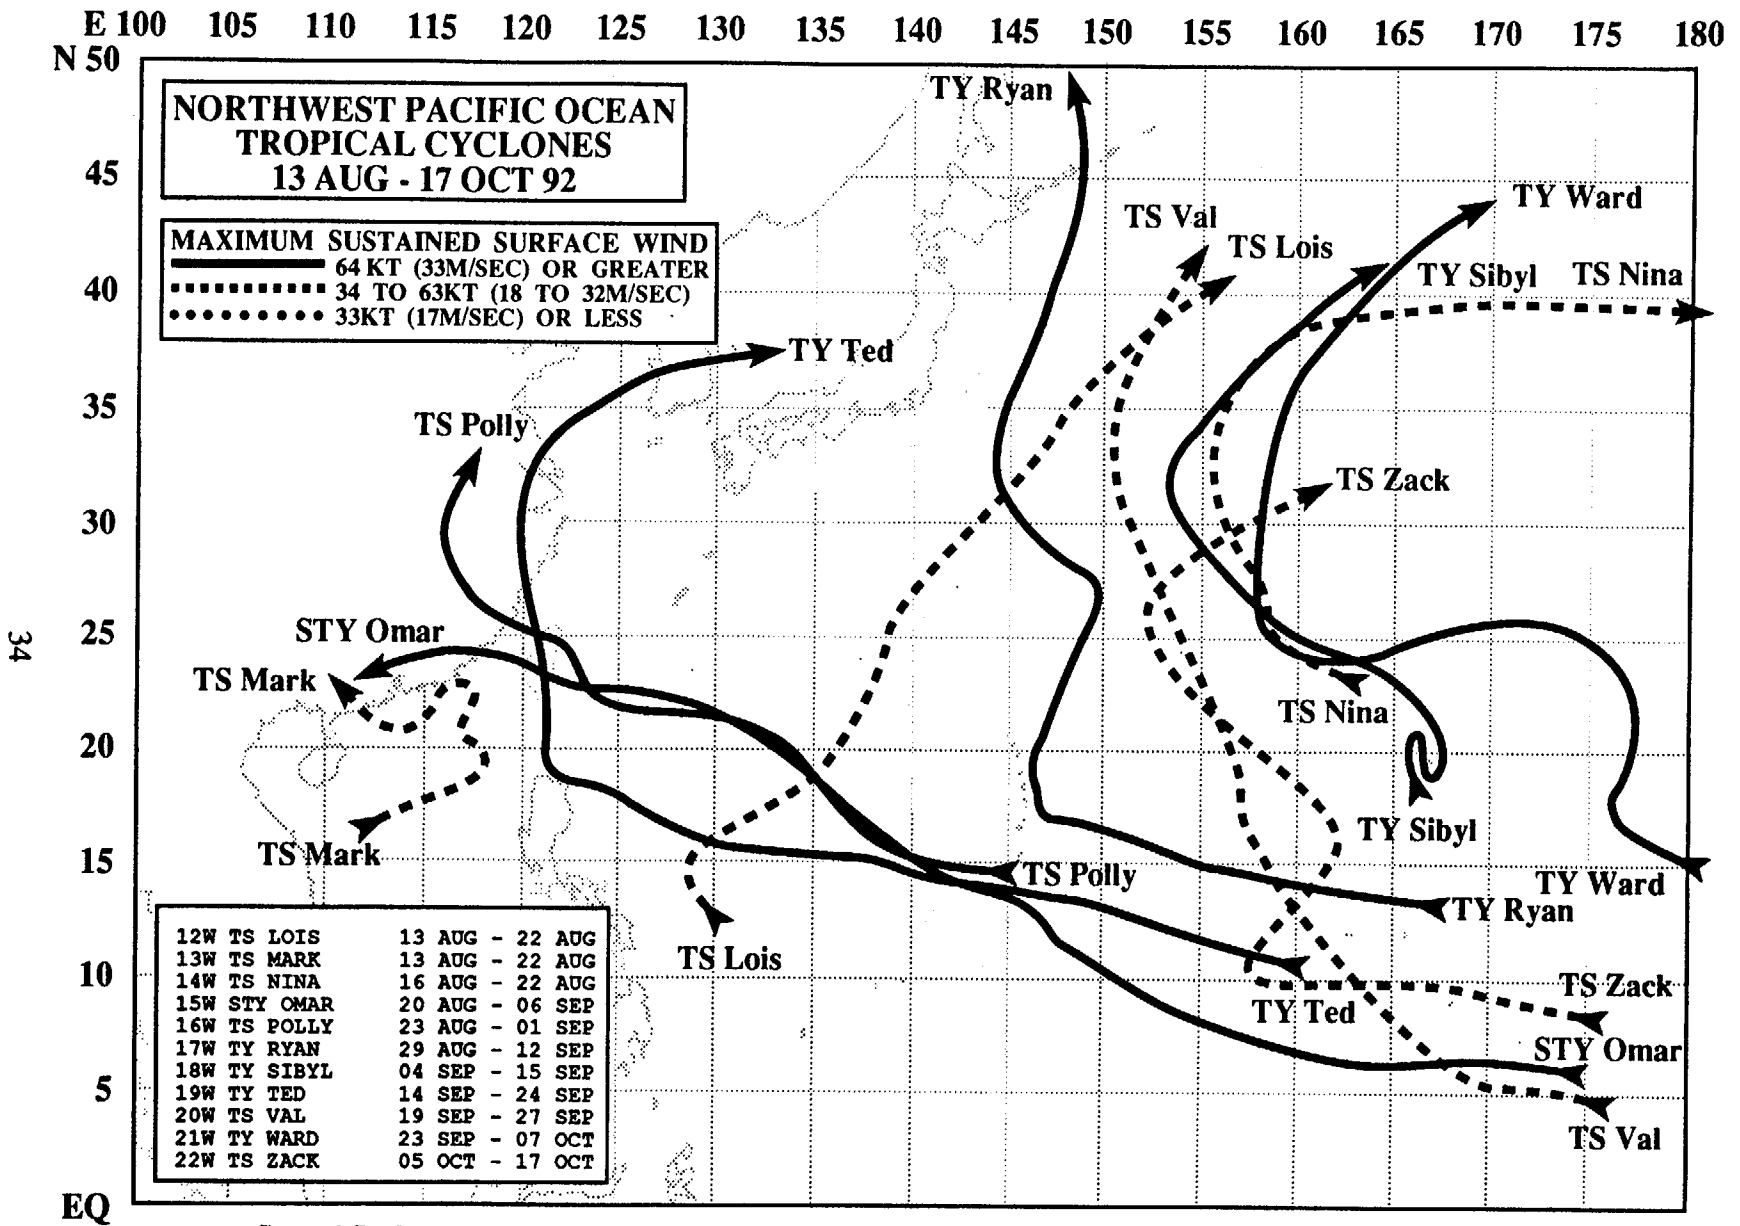 E 100 105 110 115 120 125 130 135 140 145 150 155 160 165 170 175 180
N 50
TY Ryan
NORTHWEST PACIFIC OCEAN
TROPICAL CYCLONES
13 AUG - 17 OCT 92
45
TY Ward
TS Val
MAXIMUM SUSTAINED SURFACE WIND
64 KT (33M/SEC) OR GREATER
34 TO 63KT (18 TO 32M/SEC)
33KT (17M/SEC) OR LESS
TS Lois
TY Sibyl TS Nina
40
TY Ted
35
TS Polly
TS Zack
30
25
STY Omar
34
TS Mark
TS Nina
20
TY Sibyl
TS Mark
15
TS Polly
TY Ward
TY Ryan
TS Lois
12W TS LOIS 13 AUG - 22 AUG
13W TS MARK 13 AUG - 22 AUG
14W TS NINA 16 AUG - 22 AUG
15W STY OMAR 20 AUG - 06 SEP
16W TS POLLY 23 AUG - 01 SEP
17W TY RYAN 29 AUG - 12 SEP
18W TY SIBYL 04 SEP - 15 SEP
19W TY TED 14 SEP - 24 SEP
20W TS VAL 19 SEP - 27 SEP
21W TY WARD 23 SEP - 07 OCT
22W TS ZACK 05 OCT - 17 OCT
10
TS Zack
TY Ted
STY Omar
5
TS Val
EQ